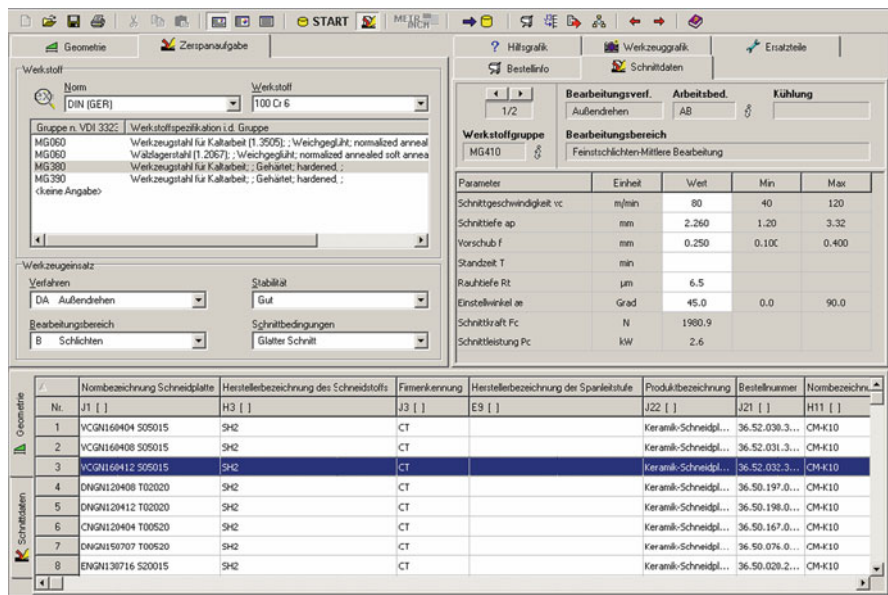 START METR INCH
Geometrie Zerspanaufgabe
Werkstoff
Norm Werkstoff
DIN (GER) 100 Cr 6
Gruppe n. VDI 3323 Werkstoffspezifikation i.d. Gruppe
MG060 Werkzeugstahl für Kaltarbeit (1.3505); ; Weichgeglüht; normalized anneal
MG060 Wälzlagerstahl (1.2067); ; Weichgeglüht; normalized annealed soft annea
MG380 Werkzeugstahl für Kaltarbeit; ; Gehärtet; hardened ;
MG390 Werkzeugstahl für Kaltarbeit; ; Gehärtet; hardened ;
<keine Angabe>
Werkzeugeinsatz
Verfahren Stabilität
DA Außendrehen Gut
Bearbeitungsbereich Schnittbedingungen
B Schlichten Glatter Schnitt
? Hilfsgrafik Werkzeuggrafik Ersatzteile
Bestellinfo Schnittdaten
1/2
Bearbeitungsverf. Arbeitsbed. Kühlung
Außendrehen AB
Werkstoffgruppe Bearbeitungsbereich
MG410 Feinstschlichten-Mittlere Bearbeitung
Parameter Einheit Wert Min Max
Schnittgeschwindigkeit vc m/min 80 40 120
Schnittiefe ap mm 2.260 1.20 3.32
Vorschub f mm 0.250 0.100 0.400
Standzeit T min
Rauhtiefe Rt µm 6.5
Einstellwinkel æ Grad 45.0 0.0 90.0
Schnittkraft Fc N 1980.9
Schnittleistung Pc kW 2.6
Geometrie
Schnittdaten
Normbezeichnung Schneidplatte Herstellerbezeichnung des Schneidstoffs Firmenkennung Herstellerbezeichnung der Spanleitstufe Produktbezeichnung Bestellnummer Normbezeichnu
Nr. J1 [ ] H3 [ ] J3 [ ] E9 [ ] J22 [ ] J21 [ ] H11 [ ]
1 VCGN160404 S05015 SH2 CT Keramik-Schneidpl... 36.52.030.3... CM-K10
2 VCGN160408 S05015 SH2 CT Keramik-Schneidpl... 36.52.031.3... CM-K10
3 VCGN160412 S05015 SH2 CT Keramik-Schneidpl... 36.52.032.3... CM-K10
4 DNGN120408 T02020 SH2 CT Keramik-Schneidpl... 36.50.197.0... CM-K10
5 DNGN120412 T02020 SH2 CT Keramik-Schneidpl... 36.50.198.0... CM-K10
6 CNGN120404 T00520 SH2 CT Keramik-Schneidpl... 36.50.167.0... CM-K10
7 DNGN150707 T00520 SH2 CT Keramik-Schneidpl... 36.50.076.0... CM-K10
8 ENGN130716 S20015 SH2 CT Keramik-Schneidpl... 36.50.020.2... CM-K10